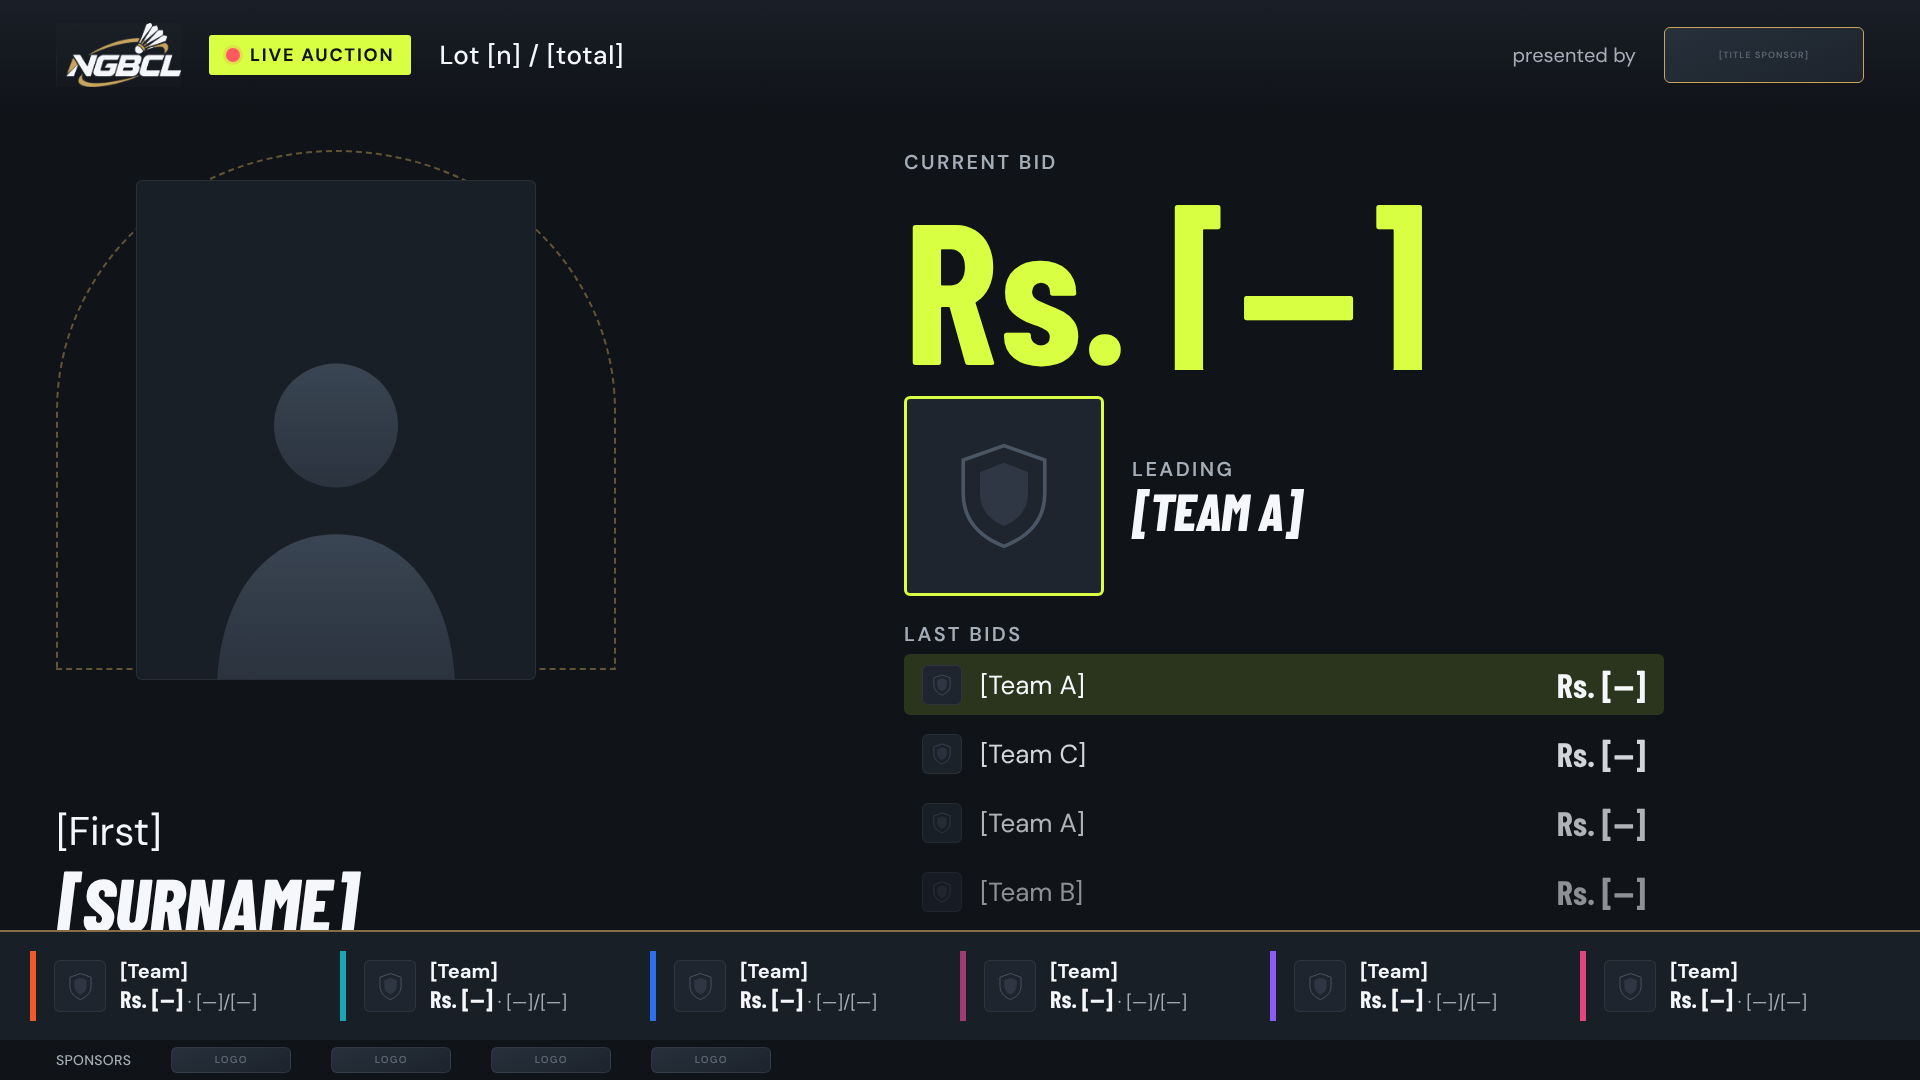 NGBCL
LIVE AUCTION
Lot [n] / [total]
presented by
[TITLE SPONSOR]
CURRENT BID
Rs. [—]
LEADING
[TEAM A]
LAST BIDS
[Team A] Rs. [—]
[Team C] Rs. [—]
[Team A] Rs. [—]
[Team B] Rs. [—]
[First]
[SURNAME]
[Team]
Rs. [—] · [—]/[—]
[Team]
Rs. [—] · [—]/[—]
[Team]
Rs. [—] · [—]/[—]
[Team]
Rs. [—] · [—]/[—]
[Team]
Rs. [—] · [—]/[—]
[Team]
Rs. [—] · [—]/[—]
SPONSORS
LOGO
LOGO
LOGO
LOGO